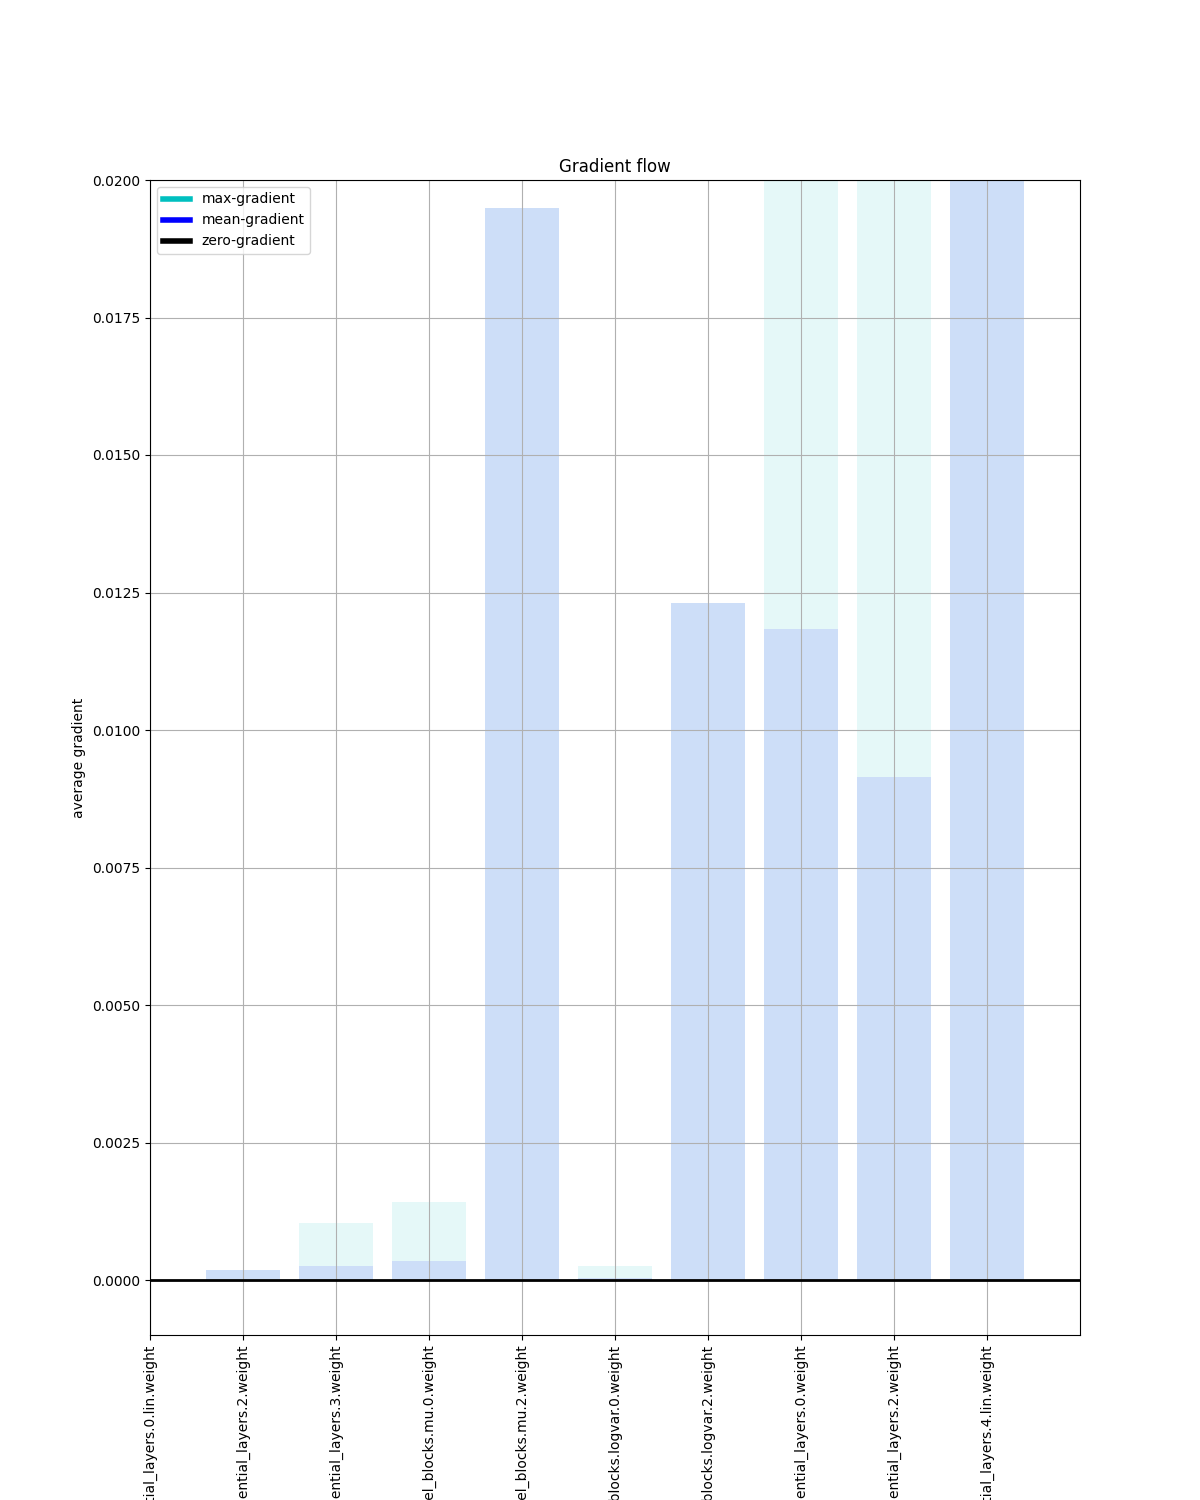 Gradient flow
max-gradient
mean-gradient
zero-gradient
0.0200
0.0175
0.0150
0.0125
0.0100
0.0075
0.0050
0.0025
0.0000
average gradient
tial_layers.0.lin.weight
ential_layers.2.weight
ential_layers.3.weight
el_blocks.mu.0.weight
el_blocks.mu.2.weight
blocks.logvar.0.weight
blocks.logvar.2.weight
ential_layers.0.weight
ential_layers.2.weight
tial_layers.4.lin.weight